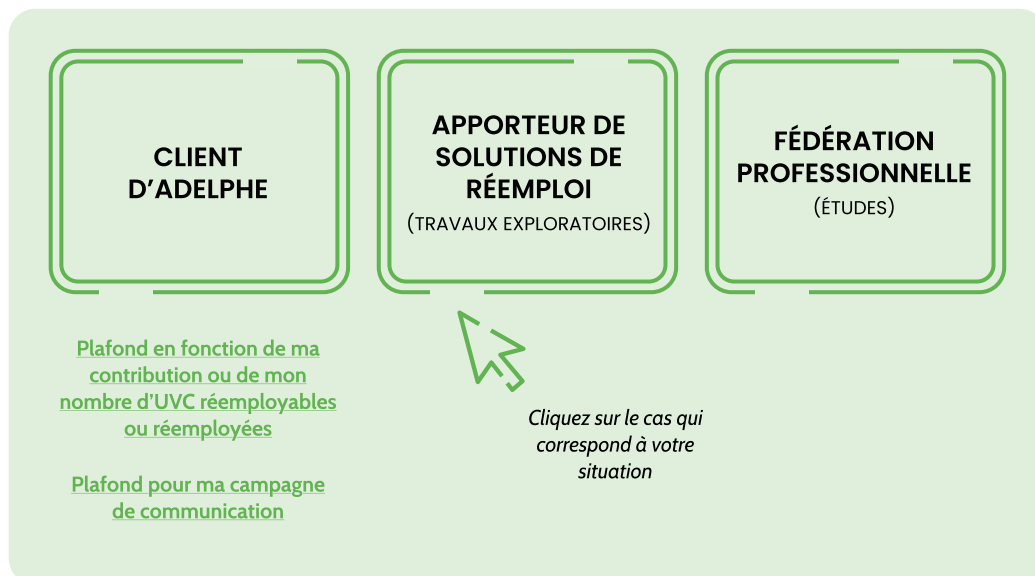 CLIENT
D’ADELPHE
APPORTEUR DE
SOLUTIONS DE
RÉEMPLOI
(TRAVAUX EXPLORATOIRES)
FÉDÉRATION
PROFESSIONNELLE
(ÉTUDES)
Plafond en fonction de ma
contribution ou de mon
nombre d’UVC réemployables
ou réemployées
Plafond pour ma campagne
de communication
Cliquez sur le cas qui
correspond à votre
situation